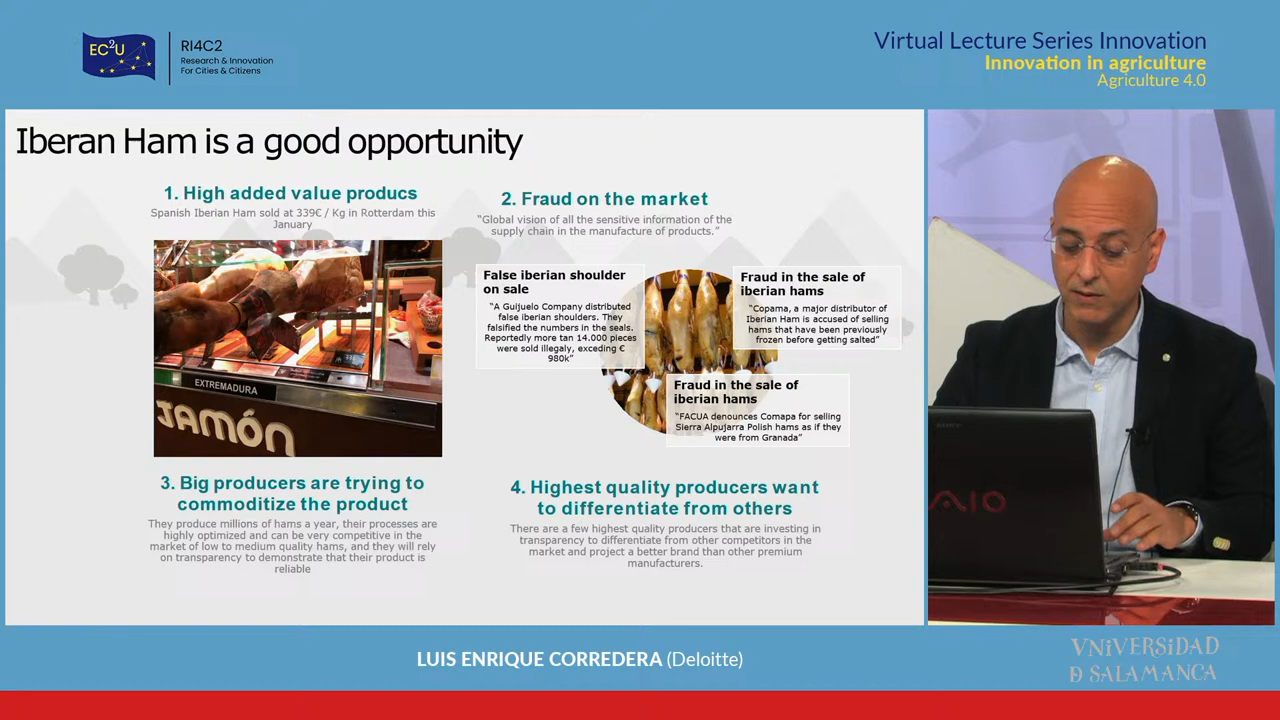 EC²U
RI4C2
Research & Innovation
For Cities & Citizens
Virtual Lecture Series Innovation
Innovation in agriculture
Agriculture 4.0
Iberan Ham is a good opportunity
1. High added value producs
Spanish Iberian Ham sold at 339€ / Kg in Rotterdam this
January
EXTREMADURA
JAMÓN
2. Fraud on the market
“Global vision of all the sensitive information of the
supply chain in the manufacture of products.”
False iberian shoulder
on sale
“A Guijuelo Company distributed
false iberian shoulders. They
falsified the numbers in the seals.
Reportedly more tan 14.000 pieces
were sold illegaly, exceeding €
980k”
Fraud in the sale of
iberian hams
“Copama, a major distributor of
Iberian Ham is accused of selling
hams that have been previously
frozen before getting salted”
Fraud in the sale of
iberian hams
“FACUA denounces Comapa for selling
Sierra Alpujarra Polish hams as if they
were from Granada”
3. Big producers are trying to
commoditize the product
They produce millions of hams a year, their processes are
highly optimized and can be very competitive in the
market of low to medium quality hams, and they will rely
on transparency to demonstrate that their product is
reliable
4. Highest quality producers want
to differentiate from others
There are a few highest quality producers that are investing in
transparency to differentiate from other competitors in the
market and project a better brand than other premium
manufacturers.
SONY
VAIO
LUIS ENRIQUE CORREDERA (Deloitte)
VNiVERSiDAD
D SALAMANCA